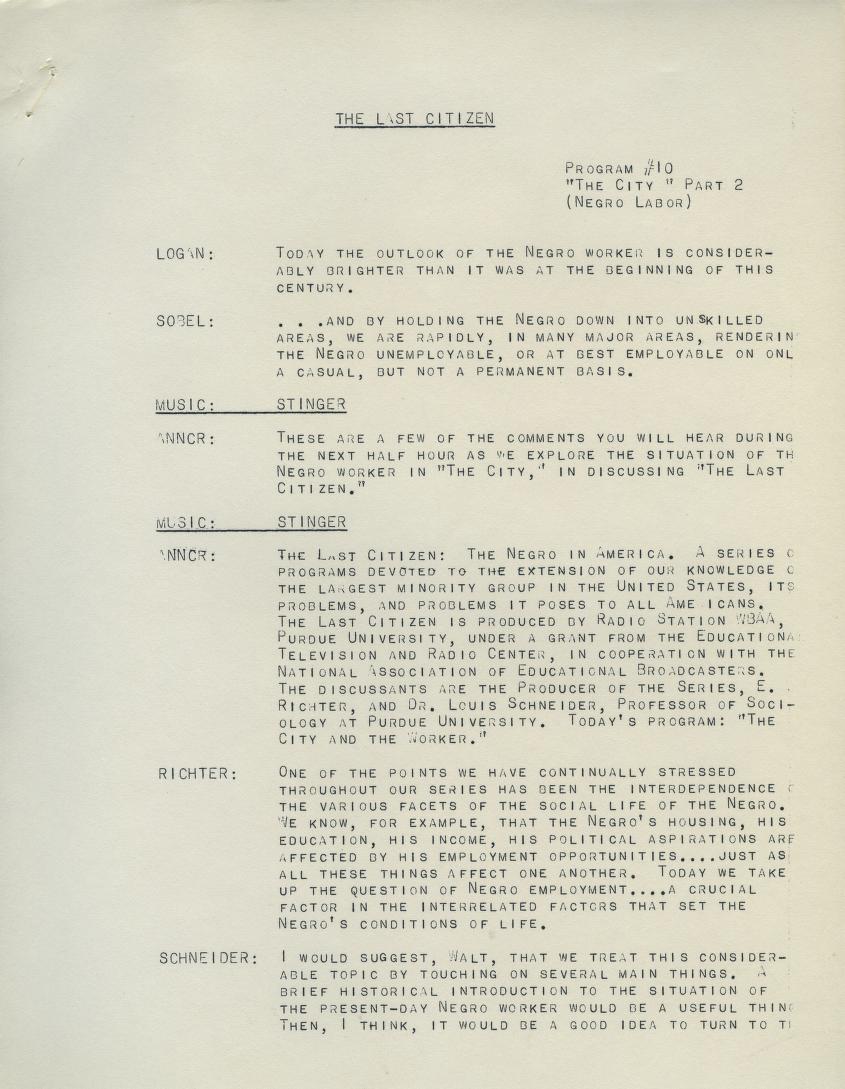 THE LAST CITIZEN
PROGRAM #10
"THE CITY " PART 2
(NEGRO LABOR)
LOGAN: TODAY THE OUTLOOK OF THE NEGRO WORKER IS CONSIDER-
ABLY BRIGHTER THAN IT WAS AT THE BEGINNING OF THIS
CENTURY.
SOBEL: . . .AND BY HOLDING THE NEGRO DOWN INTO UNSKILLED
AREAS, WE ARE RAPIDLY, IN MANY MAJOR AREAS, RENDERIN
THE NEGRO UNEMPLOYABLE, OR AT BEST EMPLOYABLE ON ONL
A CASUAL, BUT NOT A PERMANENT BASIS.
MUSIC: STINGER
ANNCR: THESE ARE A FEW OF THE COMMENTS YOU WILL HEAR DURING
THE NEXT HALF HOUR AS WE EXPLORE THE SITUATION OF TH
NEGRO WORKER IN "THE CITY," IN DISCUSSING "THE LAST
CITIZEN."
MUSIC: STINGER
ANNCR: THE LAST CITIZEN: THE NEGRO IN AMERICA. A SERIES O
PROGRAMS DEVOTED TO THE EXTENSION OF OUR KNOWLEDGE O
THE LARGEST MINORITY GROUP IN THE UNITED STATES, ITS
PROBLEMS, AND PROBLEMS IT POSES TO ALL AME ICANS.
THE LAST CITIZEN IS PRODUCED BY RADIO STATION WBAA,
PURDUE UNIVERSITY, UNDER A GRANT FROM THE EDUCATIONA
TELEVISION AND RADIO CENTER, IN COOPERATION WITH THE
NATIONAL ASSOCIATION OF EDUCATIONAL BROADCASTERS.
THE DISCUSSANTS ARE THE PRODUCER OF THE SERIES, E.
RICHTER, AND DR. LOUIS SCHNEIDER, PROFESSOR OF SOCI-
OLOGY AT PURDUE UNIVERSITY. TODAY'S PROGRAM: "THE
CITY AND THE WORKER."
RICHTER: ONE OF THE POINTS WE HAVE CONTINUALLY STRESSED
THROUGHOUT OUR SERIES HAS BEEN THE INTERDEPENDENCE O
THE VARIOUS FACETS OF THE SOCIAL LIFE OF THE NEGRO.
WE KNOW, FOR EXAMPLE, THAT THE NEGRO'S HOUSING, HIS
EDUCATION, HIS INCOME, HIS POLITICAL ASPIRATIONS ARE
AFFECTED BY HIS EMPLOYMENT OPPORTUNITIES....JUST AS
ALL THESE THINGS AFFECT ONE ANOTHER. TODAY WE TAKE
UP THE QUESTION OF NEGRO EMPLOYMENT....A CRUCIAL
FACTOR IN THE INTERRELATED FACTORS THAT SET THE
NEGRO'S CONDITIONS OF LIFE.
SCHNEIDER: I WOULD SUGGEST, WALT, THAT WE TREAT THIS CONSIDER-
ABLE TOPIC BY TOUCHING ON SEVERAL MAIN THINGS. A
BRIEF HISTORICAL INTRODUCTION TO THE SITUATION OF
THE PRESENT-DAY NEGRO WORKER WOULD BE A USEFUL THING
THEN, I THINK, IT WOULD BE A GOOD IDEA TO TURN TO T